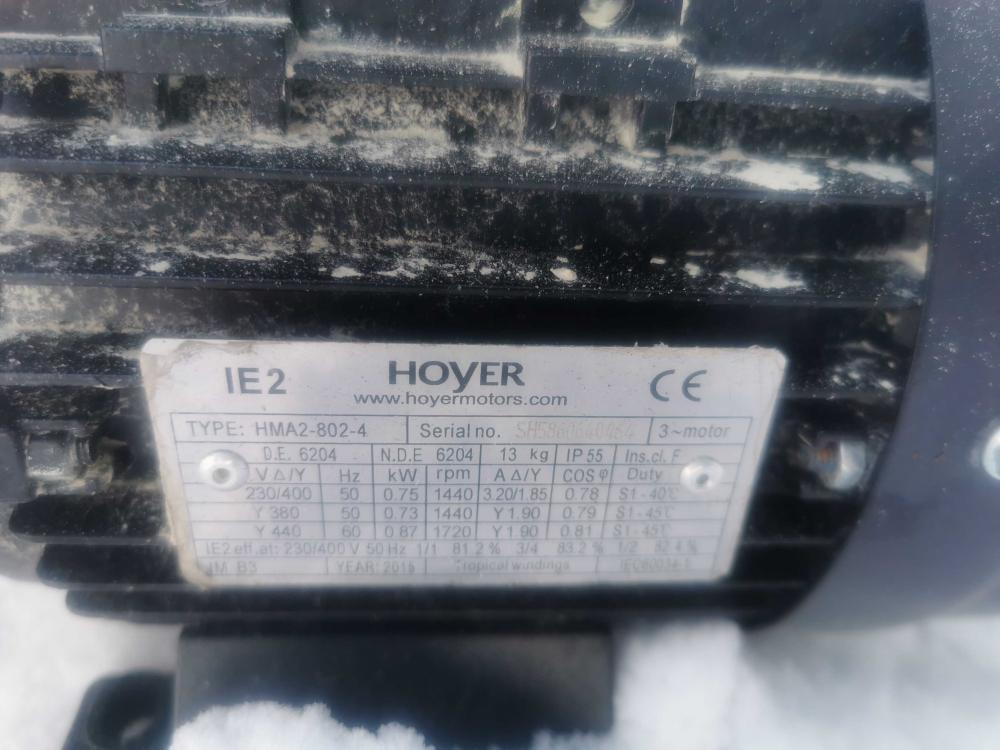 IE2 HOYER CE
www.hoyermotors.com
TYPE: HMA2-802-4 Serial no. 3~motor
D.E. 6204 N.D.E 6204 13 kg IP 55 Ins.cl. F
V Δ/Y Hz kW rpm A Δ/Y COS φ Duty
230/400 50 0.75 1440 3.20/1.85 0.78 S1-40℃
Y 380 50 0.73 1440 Y 1.90 0.79 S1-45℃
Y 440 60 0.87 1720 Y 1.90 0.81 S1-45℃
IE2 eff.at: 230/400 V 50 Hz 1/1 81.2 % 3/4 83.2 % 1/2 82.4 %
IM B3 YEAR: Tropical windings